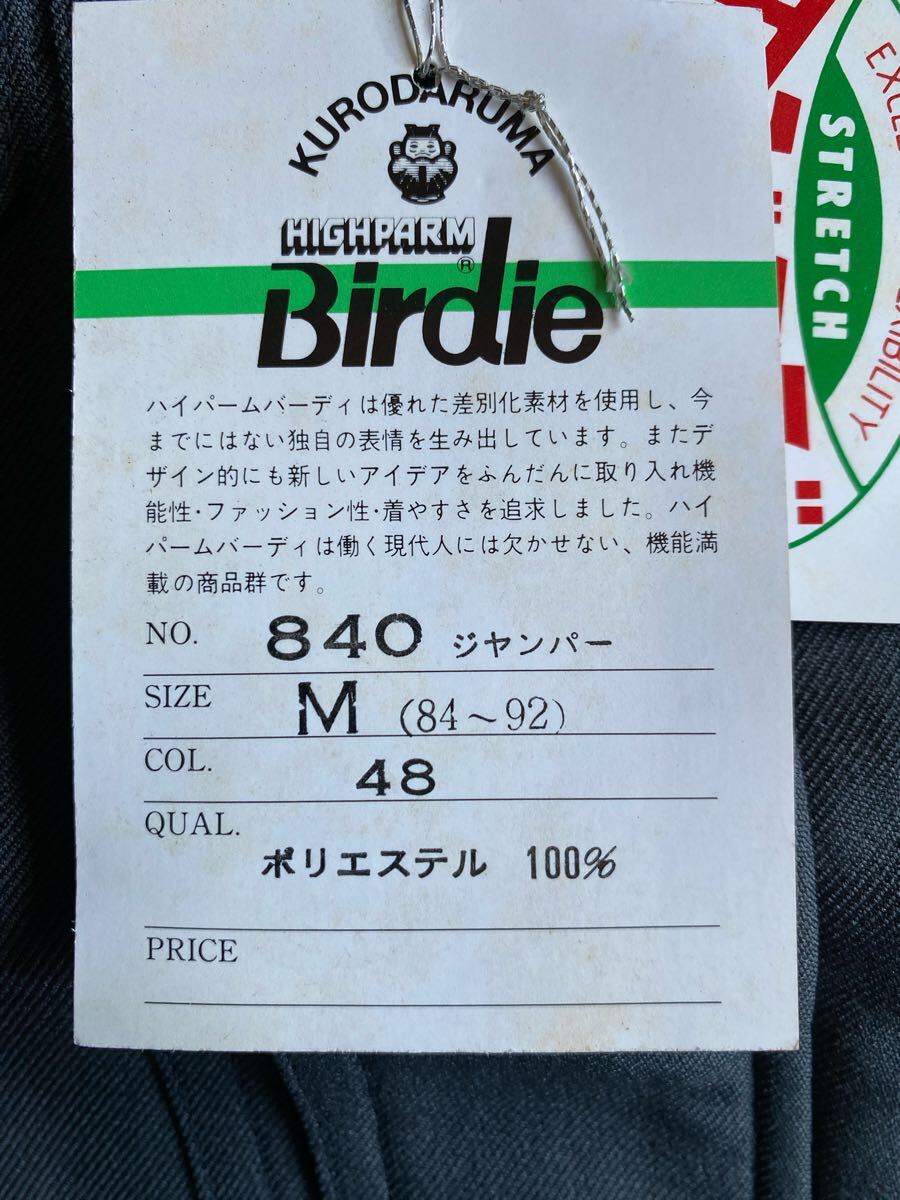 KURODARUMA
HIGHPARM
Birdie®
ハイパームバーディは優れた差別化素材を使用し、今
までにはない独自の表情を生み出しています。またデ
ザイン的にも新しいアイデアをふんだんに取り入れ機
能性・ファッション性・着やすさを追求しました。ハイ
パームバーディは働く現代人には欠かせない、機能満
載の商品群です。
NO. 840 ジヤンパー
SIZE M (84~92)
COL. 48
QUAL.
ポリエステル 100%
PRICE
STRETCH